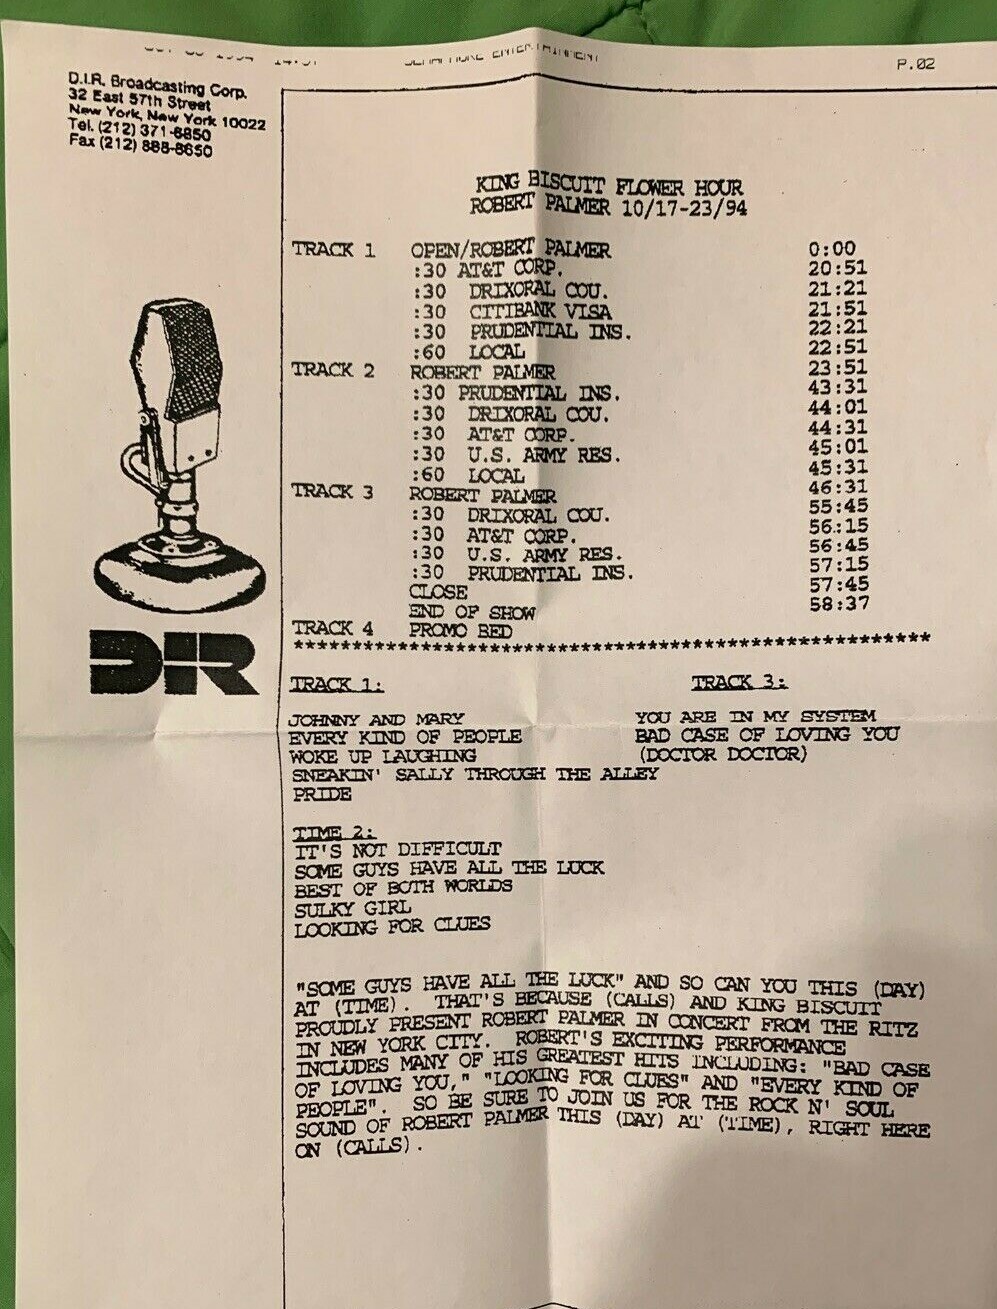 P.02
D.I.R. Broadcasting Corp.
32 East 57th Street
New York, New York 10022
Tel. (212) 371-6850
Fax (212) 888-8650
KING BISCUIT FLOWER HOUR
ROBERT PALMER 10/17-23/94
TRACK 1 OPEN/ROBERT PALMER 0:00
:30 AT&T CORP. 20:51
:30 DRIXORAL COU. 21:21
:30 CITIBANK VISA 21:51
:30 PRUDENTIAL INS. 22:21
:60 LOCAL 22:51
TRACK 2 ROBERT PALMER 23:51
:30 PRUDENTIAL INS. 43:31
:30 DRIXORAL COU. 44:01
:30 AT&T CORP. 44:31
:30 U.S. ARMY RES. 45:01
:60 LOCAL 45:31
TRACK 3 ROBERT PALMER 46:31
:30 DRIXORAL COU. 55:45
:30 AT&T CORP. 56:15
:30 U.S. ARMY RES. 56:45
:30 PRUDENTIAL INS. 57:15
CLOSE 57:45
END OF SHOW 58:37
TRACK 4 PROMO BED
DIR
TRACK 1:
JOHNNY AND MARY
EVERY KIND OF PEOPLE
WOKE UP LAUGHING
SNEAKIN' SALLY THROUGH THE ALLEY
PRIDE
TRACK 3:
YOU ARE IN MY SYSTEM
BAD CASE OF LOVING YOU
(DOCTOR DOCTOR)
TIME 2:
IT'S NOT DIFFICULT
SOME GUYS HAVE ALL THE LUCK
BEST OF BOTH WORLDS
SULKY GIRL
LOOKING FOR CLUES
"SOME GUYS HAVE ALL THE LUCK" AND SO CAN YOU THIS (DAY)
AT (TIME). THAT'S BECAUSE (CALLS) AND KING BISCUIT
PROUDLY PRESENT ROBERT PALMER IN CONCERT FROM THE RITZ
IN NEW YORK CITY. ROBERT'S EXCITING PERFORMANCE
INCLUDES MANY OF HIS GREATEST HITS INCLUDING: "BAD CASE
OF LOVING YOU," "LOOKING FOR CLUES" AND "EVERY KIND OF
PEOPLE". SO BE SURE TO JOIN US FOR THE ROCK N' SOUL
SOUND OF ROBERT PALMER THIS (DAY) AT (TIME), RIGHT HERE
ON (CALLS).